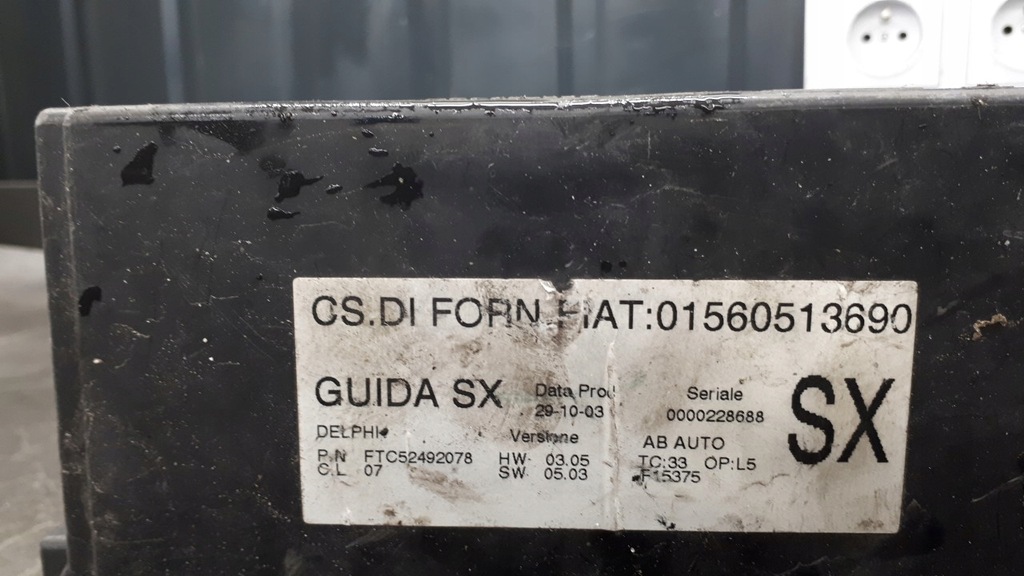 CS.DI FORN FIAT:01560513690
GUIDA SX
Data Prod
29-10-03
Seriale
0000228688
SX
DELPHI
P.N FTC52492078
C.L 07
Versione
HW 03.05
SW 05.03
AB AUTO
TC:33 OP:L5
F15375